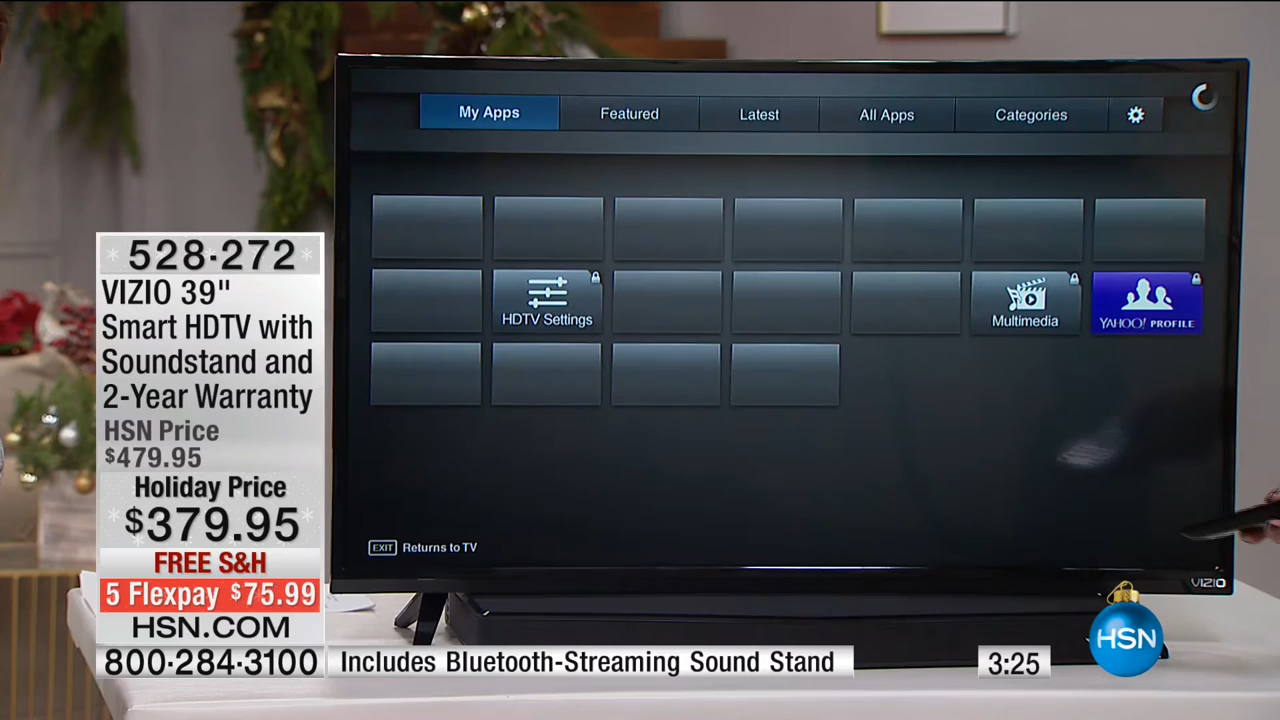 528·272
VIZIO 39"
Smart HDTV with
Soundstand and
2-Year Warranty
HSN Price
$479.95
Holiday Price
$379.95
FREE S&H
5 Flexpay $75.99
HSN.COM
800·284·3100
My Apps Featured Latest All Apps Categories
HDTV Settings
Multimedia
YAHOO! PROFILE
EXIT Returns to TV
VIZIO
HSN
Includes Bluetooth-Streaming Sound Stand
3:25